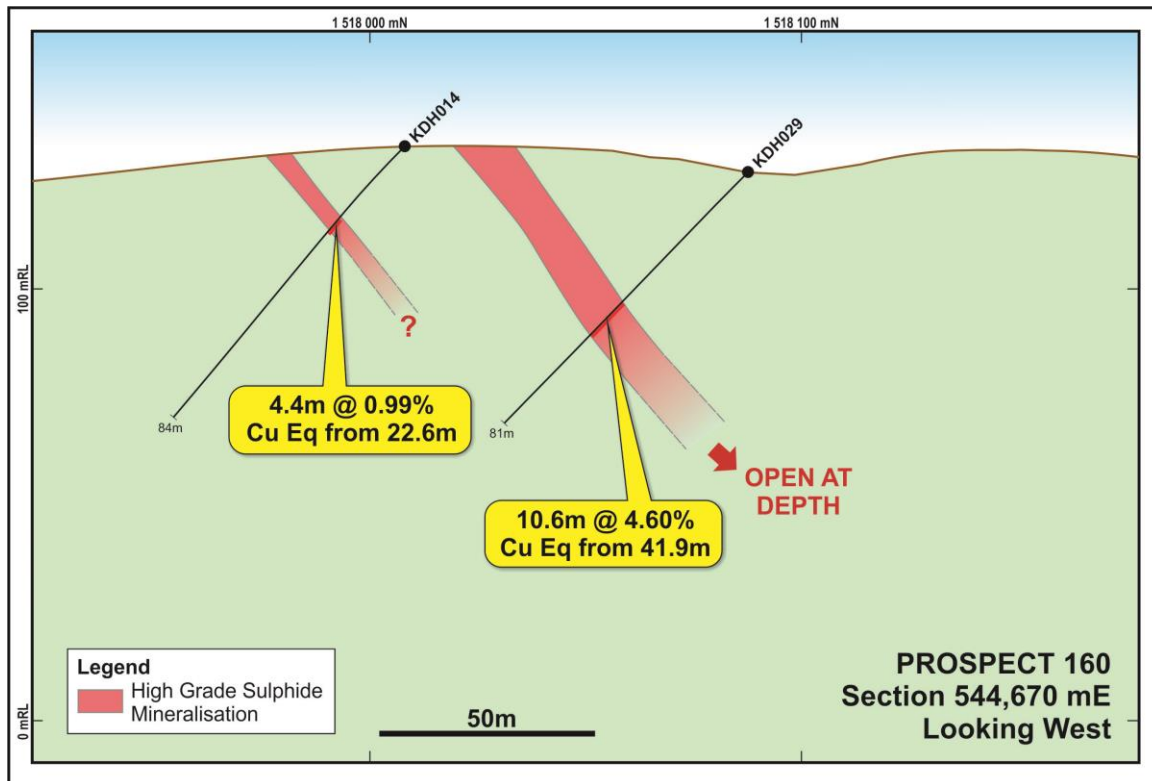 1 518 000 mN
1 518 100 mN
KDH014
KDH029
100 mRL
?
84m
81m
4.4m @ 0.99%
Cu Eq from 22.6m
OPEN AT
DEPTH
10.6m @ 4.60%
Cu Eq from 41.9m
Legend
High Grade Sulphide
Mineralisation
50m
PROSPECT 160
Section 544,670 mE
Looking West
0 mRL